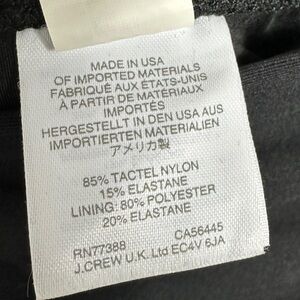 MADE IN USA
OF IMPORTED MATERIALS
FABRIQUÉ AUX ÉTATS-UNIS
À PARTIR DE MATÉRIAUX
IMPORTÉS
HERGESTELLT IN DEN USA AUS
IMPORTIERTEN MATERIALIEN
アメリカ製
85% TACTEL NYLON
15% ELASTANE
LINING: 80% POLYESTER
20% ELASTANE
RN77388 CA56445
J.CREW U.K. Ltd EC4V 6JA